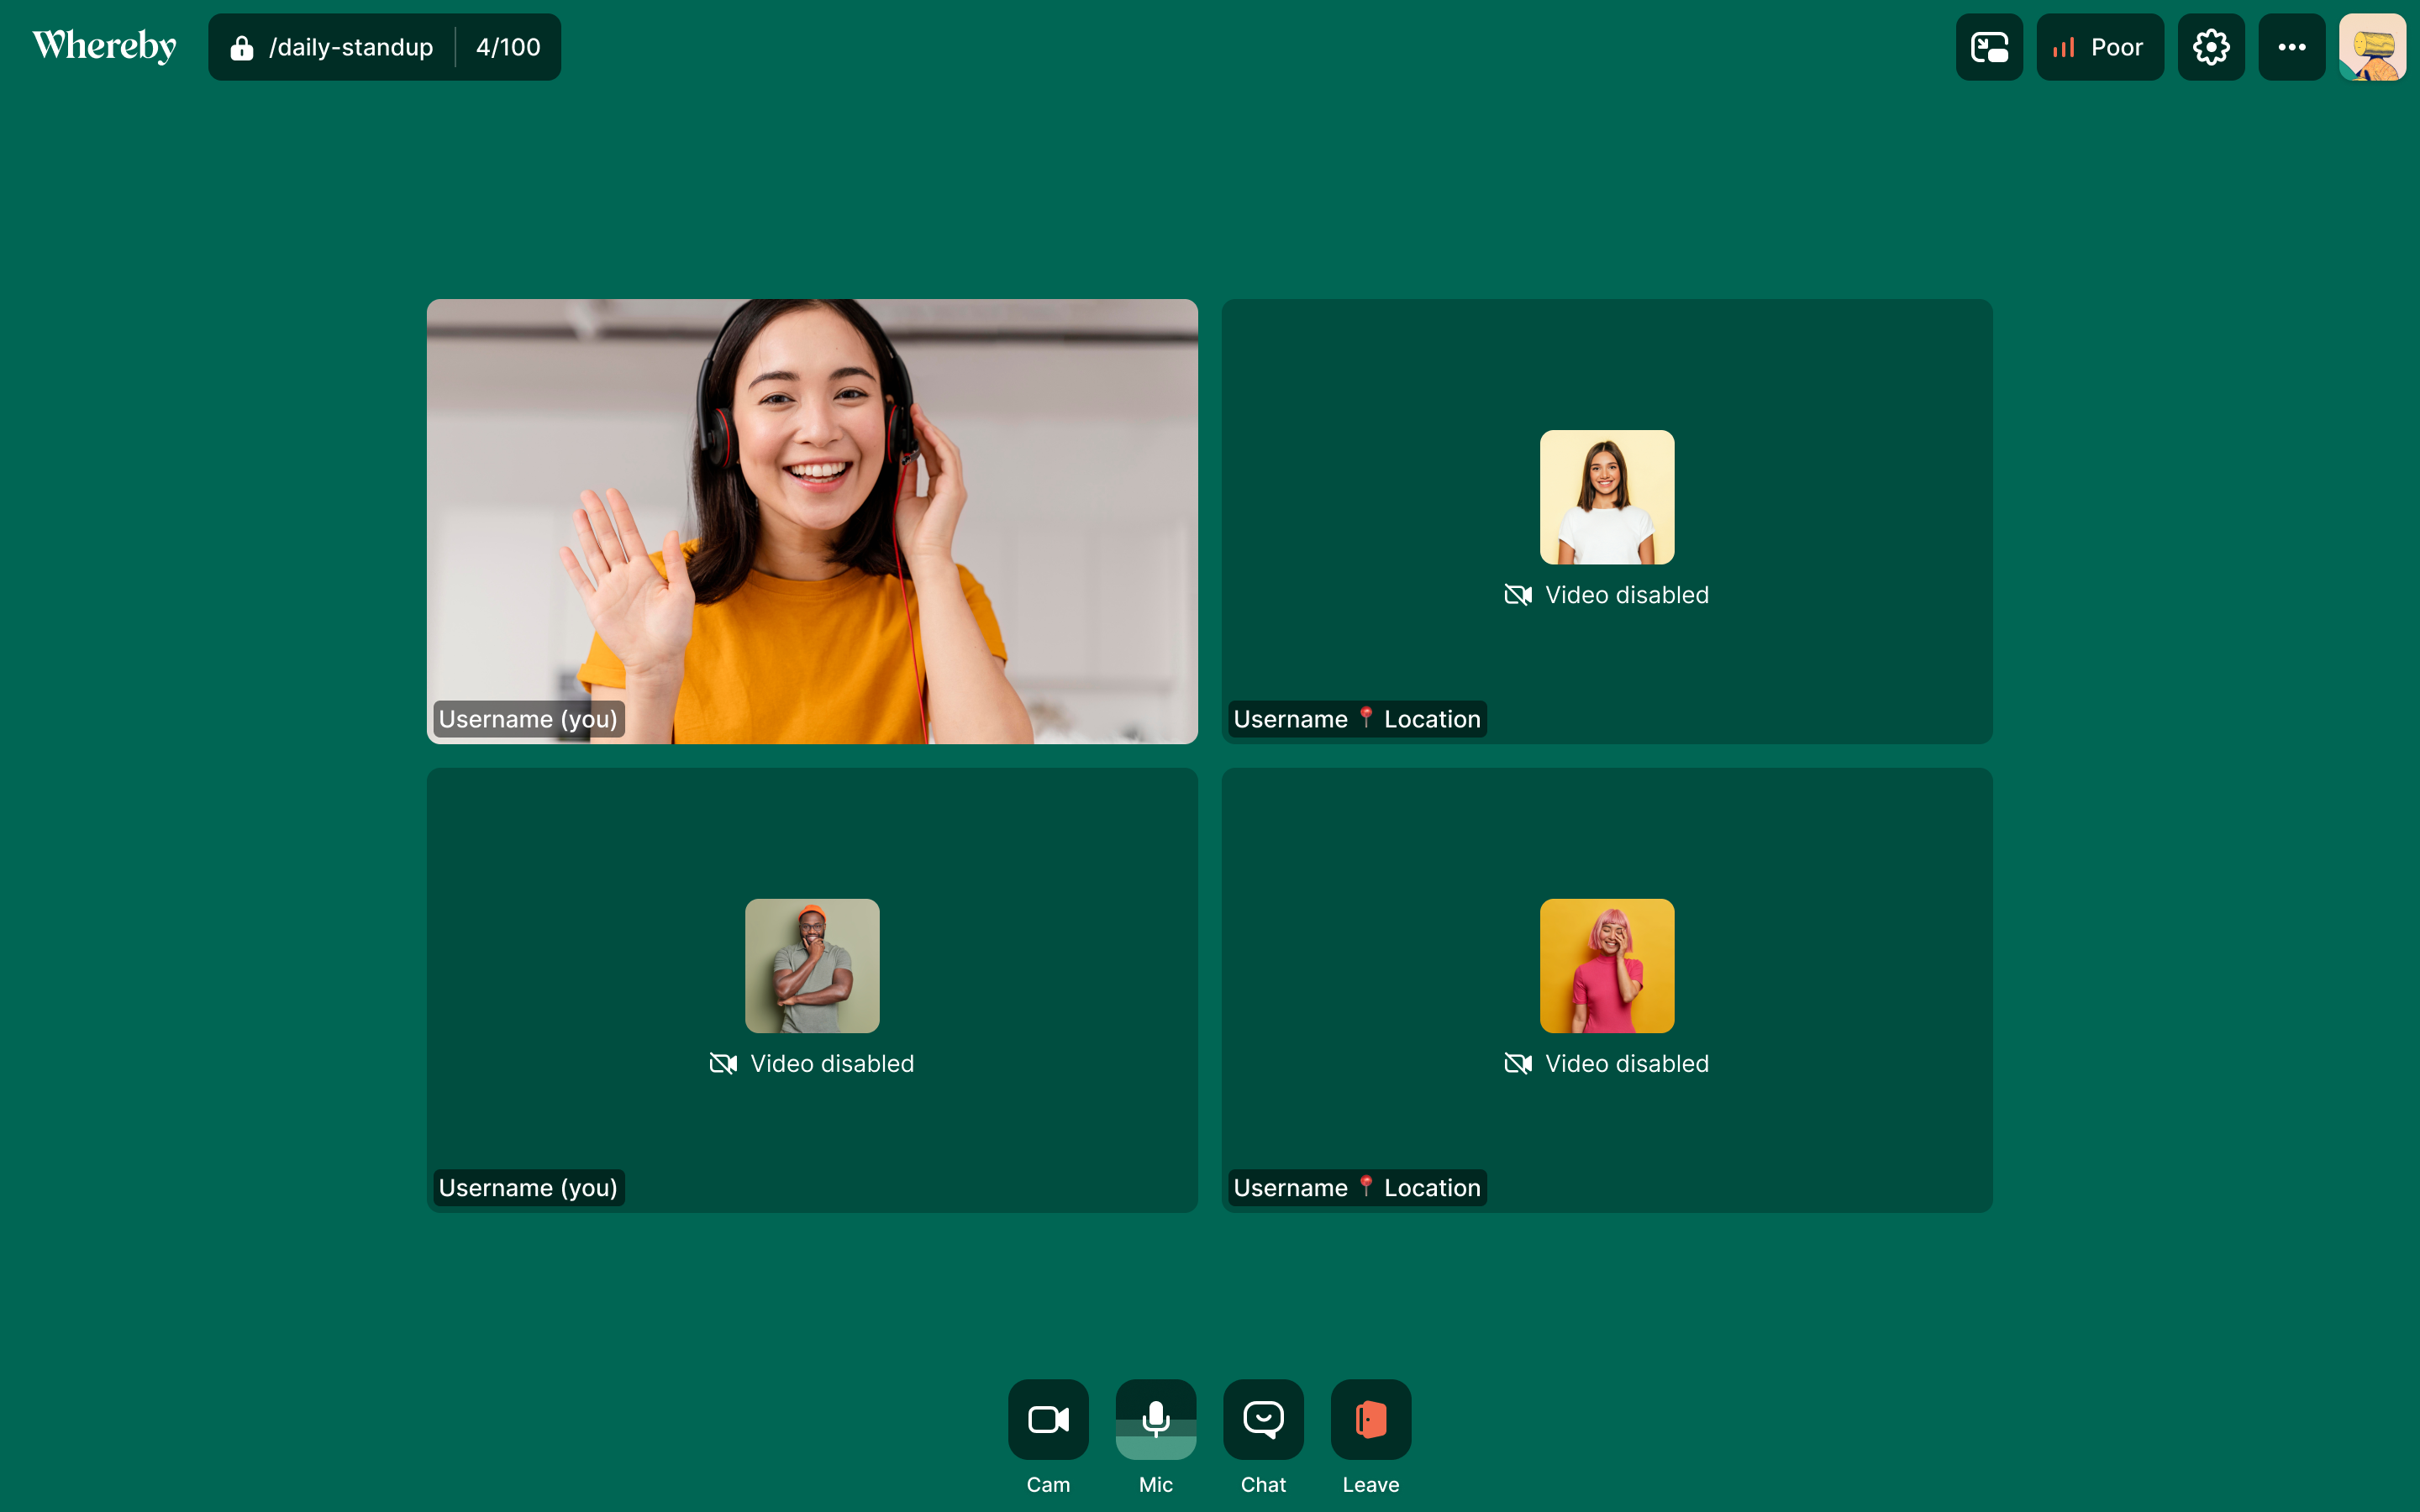 Whereby
/daily-standup
4/100
Poor
Video disabled
Username (you)
Username 📍 Location
Video disabled
Video disabled
Username (you)
Username 📍 Location
Cam
Mic
Chat
Leave